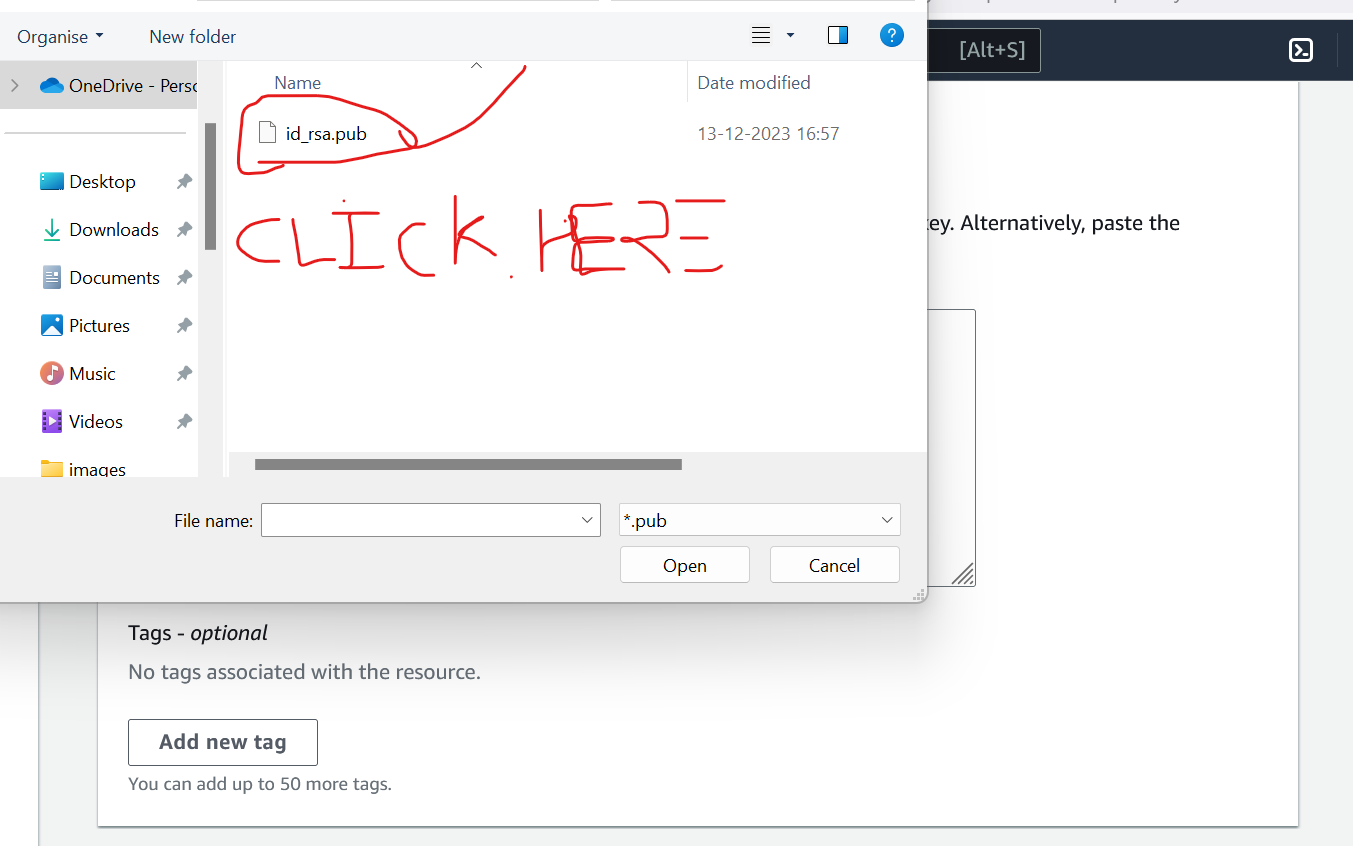 Organise New folder
[Alt+S]
OneDrive - Perso
Name Date modified
id_rsa.pub 13-12-2023 16:57
CLICK HERE
Desktop
Downloads
Documents
Pictures
Music
Videos
images
ey. Alternatively, paste the
File name: *.pub
Open Cancel
Tags - optional
No tags associated with the resource.
Add new tag
You can add up to 50 more tags.